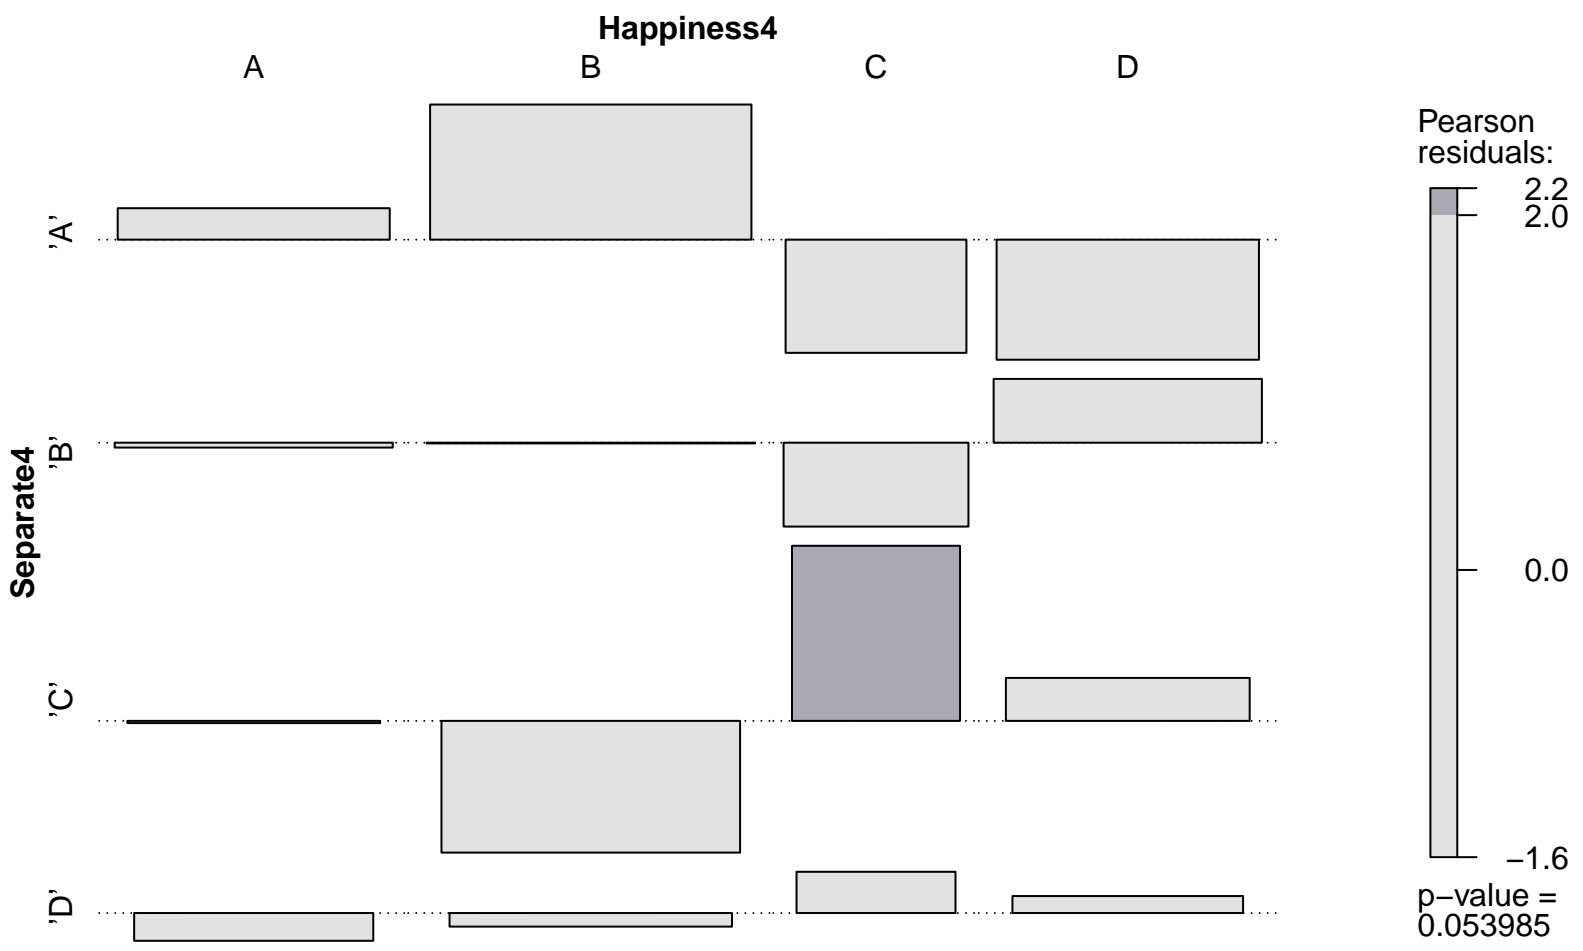 Happiness4
A B C D
Pearson
residuals:
2.2
2.0
0.0
−1.6
p−value =
0.053985
Separate4
’A’
’B’
’C’
’D’